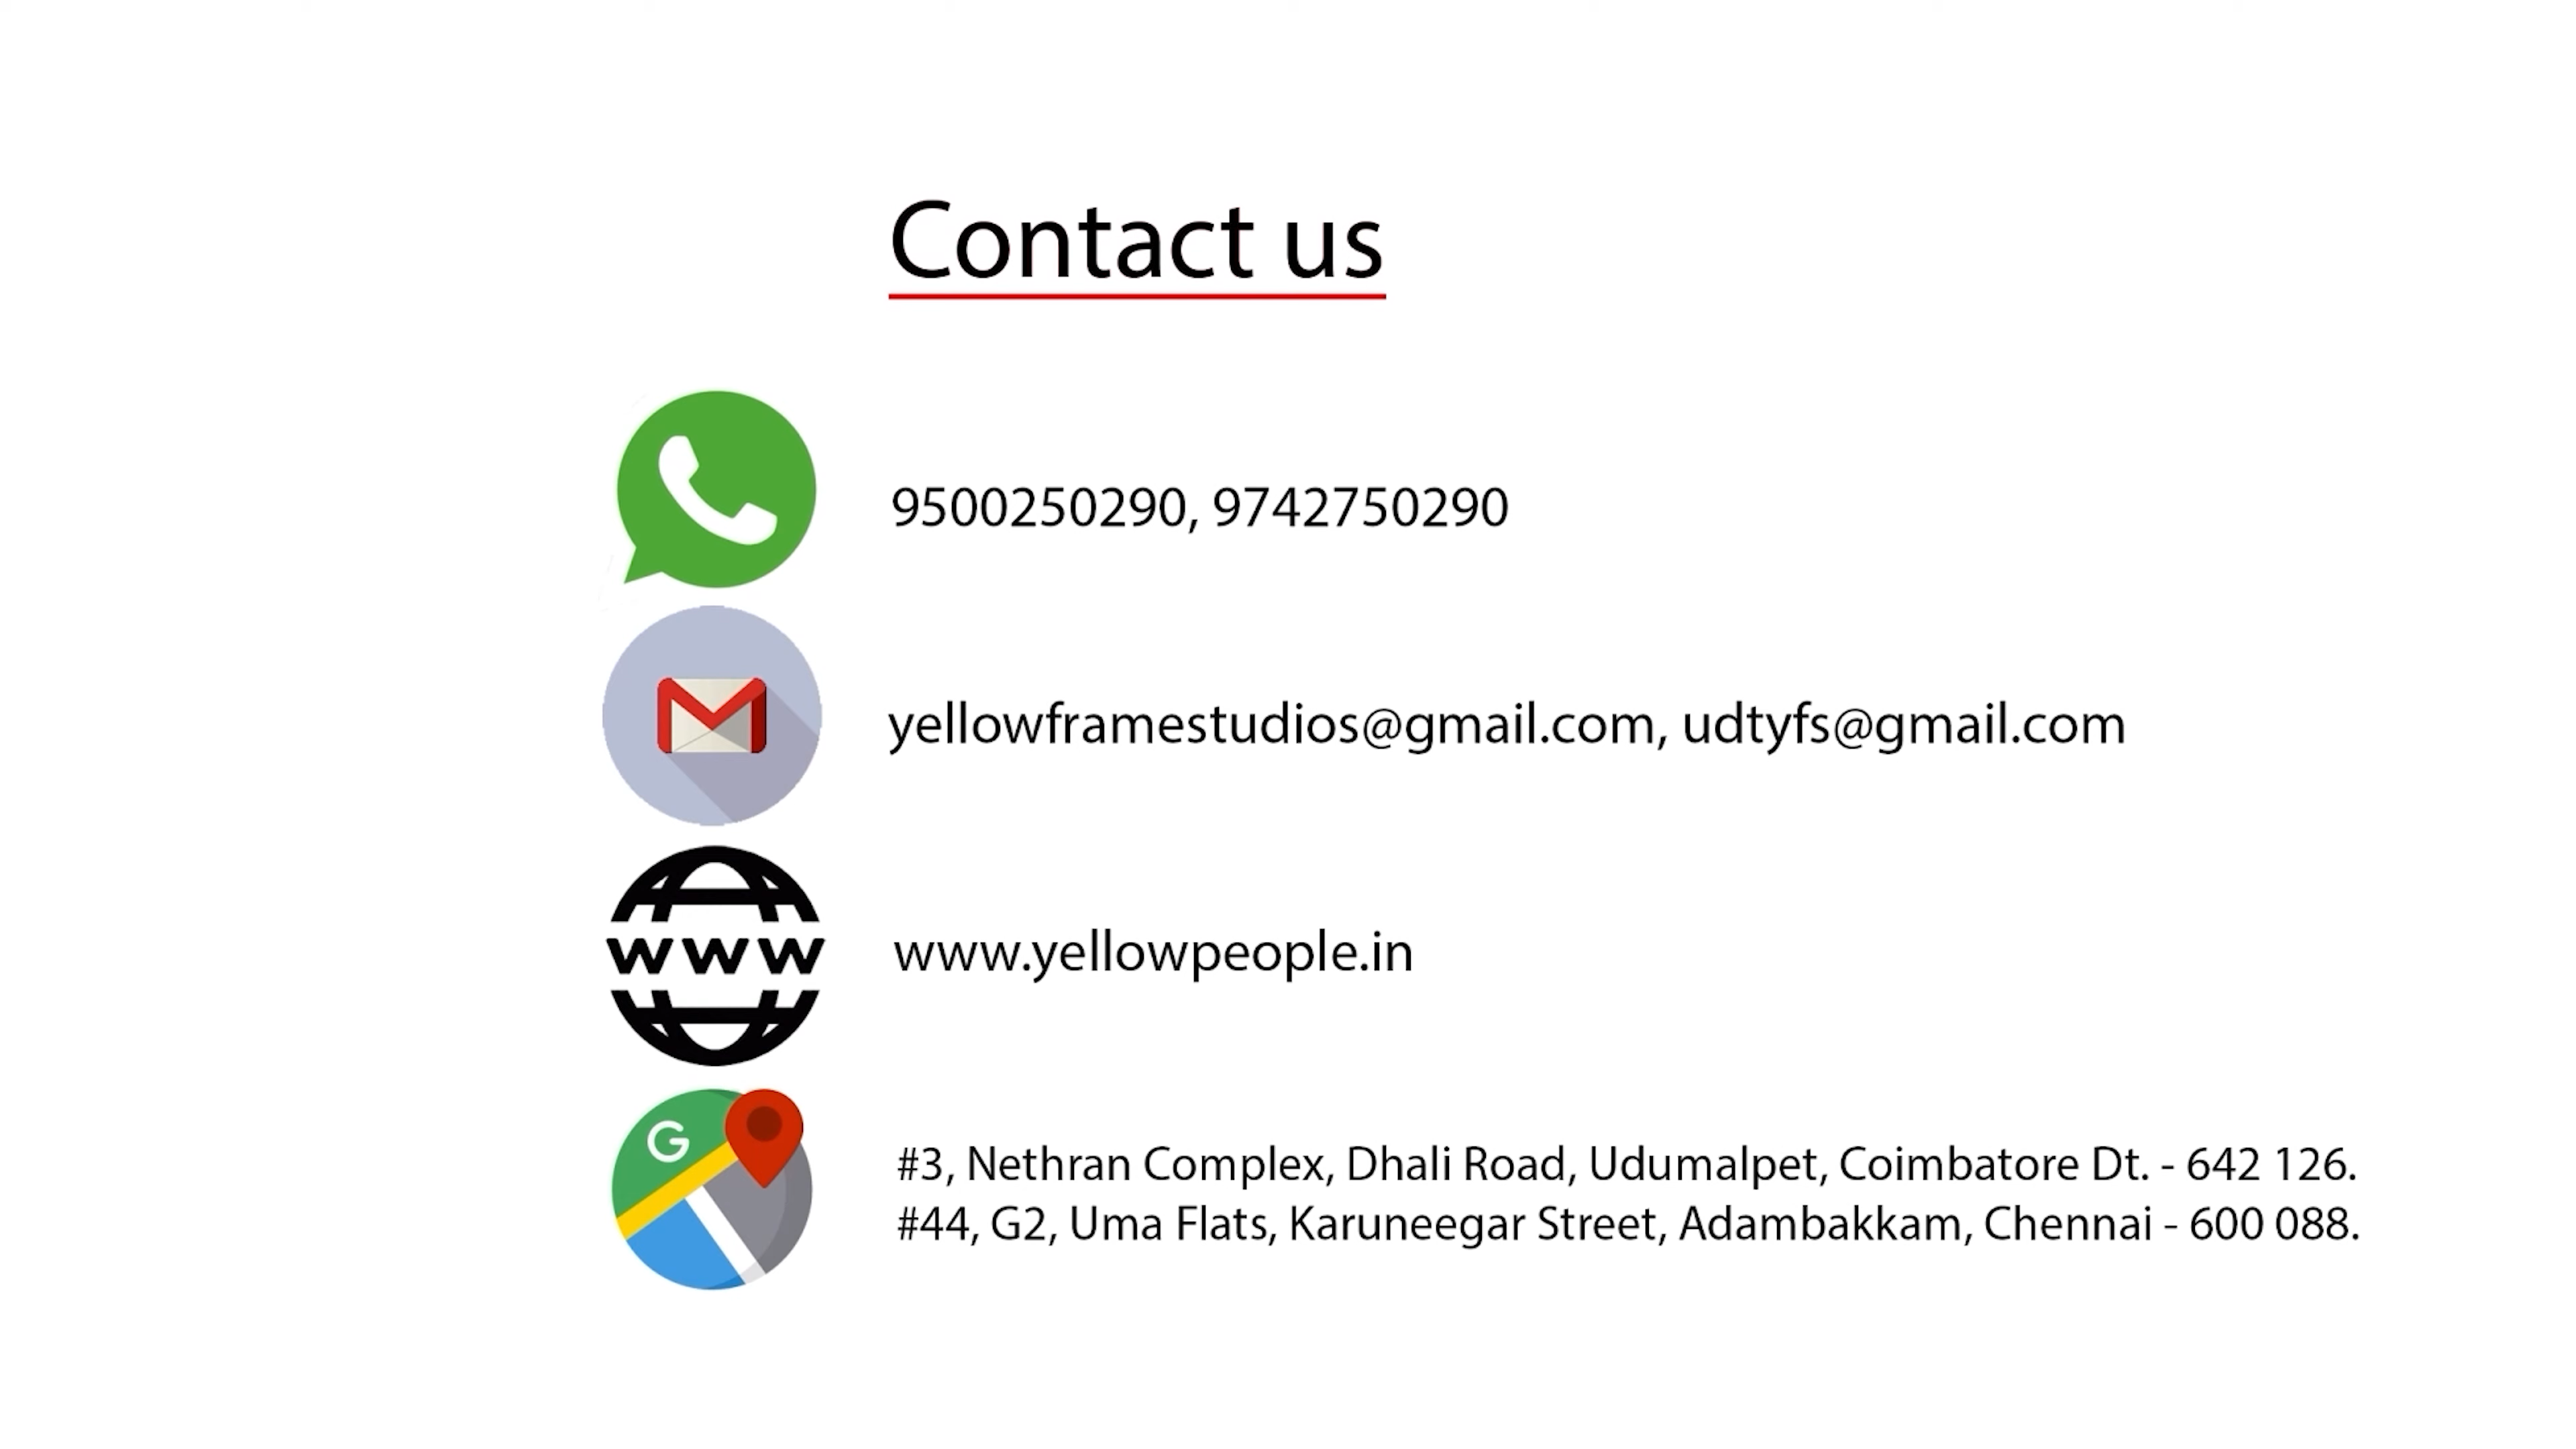 Contact us
9500250290, 9742750290
yellowframestudios@gmail.com, udtyfs@gmail.com
www
www.yellowpeople.in
G
#3, Nethran Complex, Dhali Road, Udumalpet, Coimbatore Dt. - 642 126.
#44, G2, Uma Flats, Karuneegar Street, Adambakkam, Chennai - 600 088.